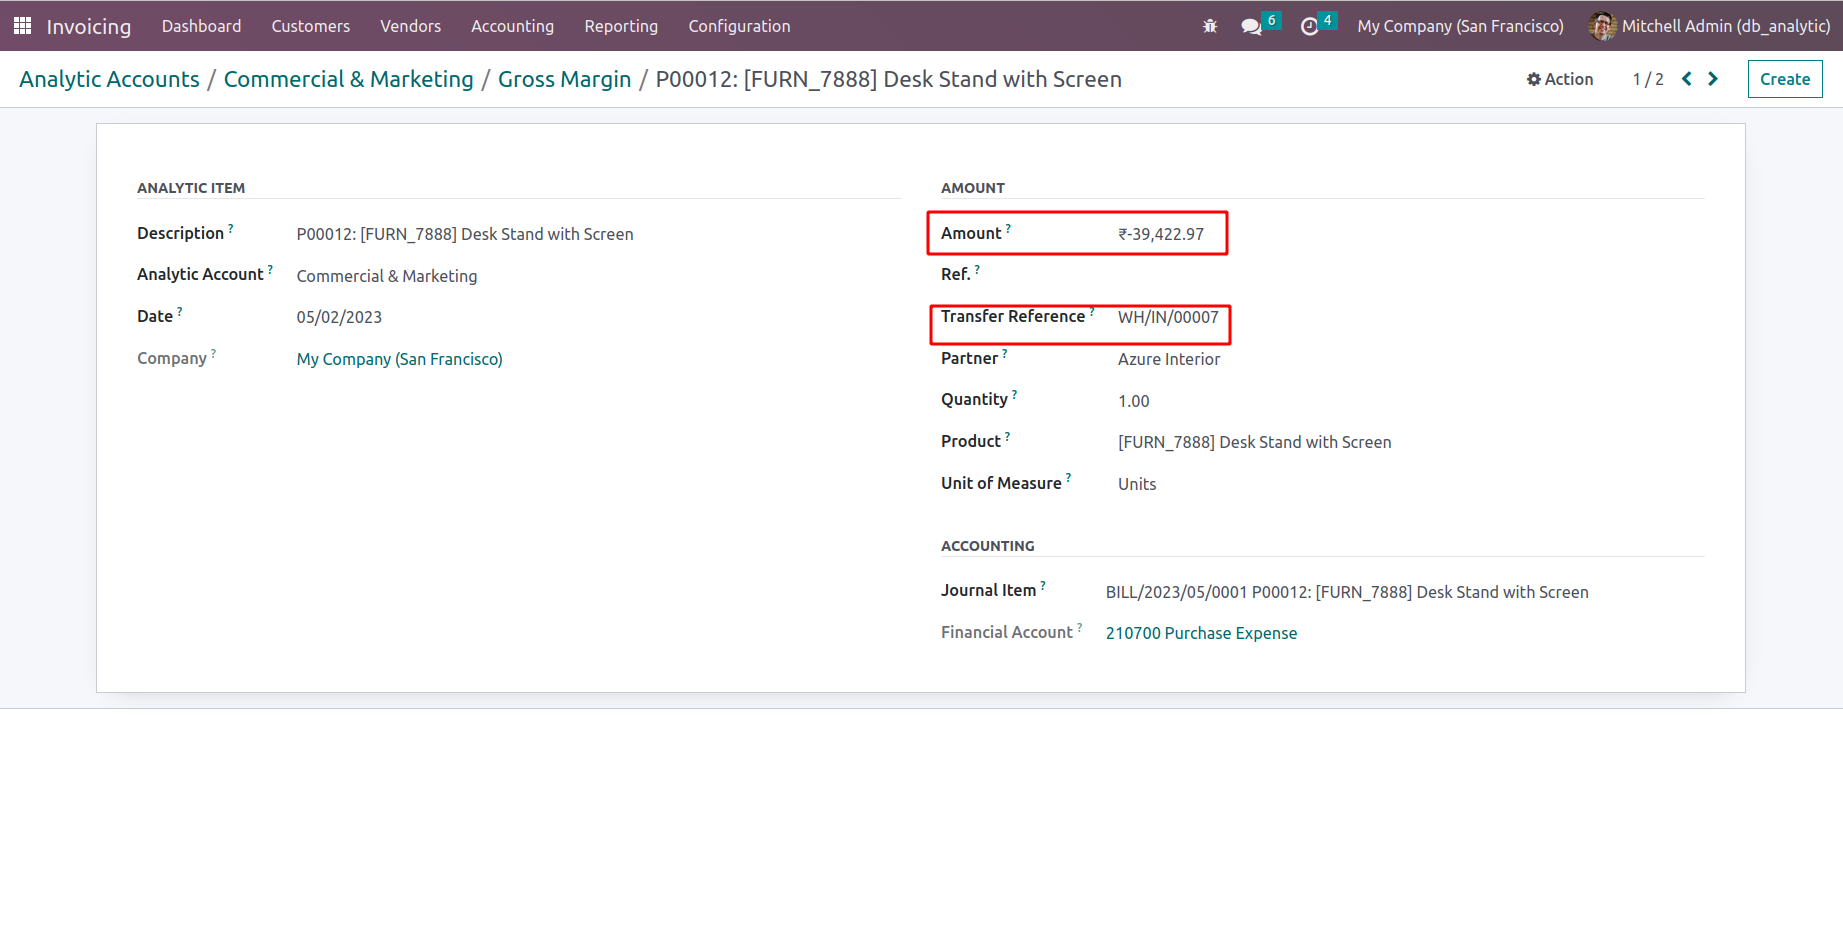 Invoicing Dashboard Customers Vendors Accounting Reporting Configuration 6 4 My Company (San Francisco) Mitchell Admin (db_analytic)
Analytic Accounts / Commercial & Marketing / Gross Margin / P00012: [FURN_7888] Desk Stand with Screen Action 1 / 2 Create
ANALYTIC ITEM
Description ? P00012: [FURN_7888] Desk Stand with Screen
Analytic Account ? Commercial & Marketing
Date ? 05/02/2023
Company ? My Company (San Francisco)
AMOUNT
Amount ? ₹-39,422.97
Ref. ?
Transfer Reference ? WH/IN/00007
Partner ? Azure Interior
Quantity ? 1.00
Product ? [FURN_7888] Desk Stand with Screen
Unit of Measure ? Units
ACCOUNTING
Journal Item ? BILL/2023/05/0001 P00012: [FURN_7888] Desk Stand with Screen
Financial Account ? 210700 Purchase Expense